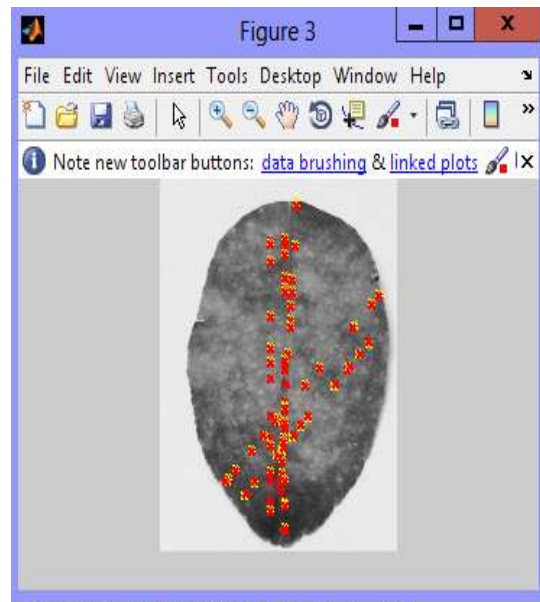 Figure 3
File Edit View Insert Tools Desktop Window Help
Note new toolbar buttons: data brushing & linked plots